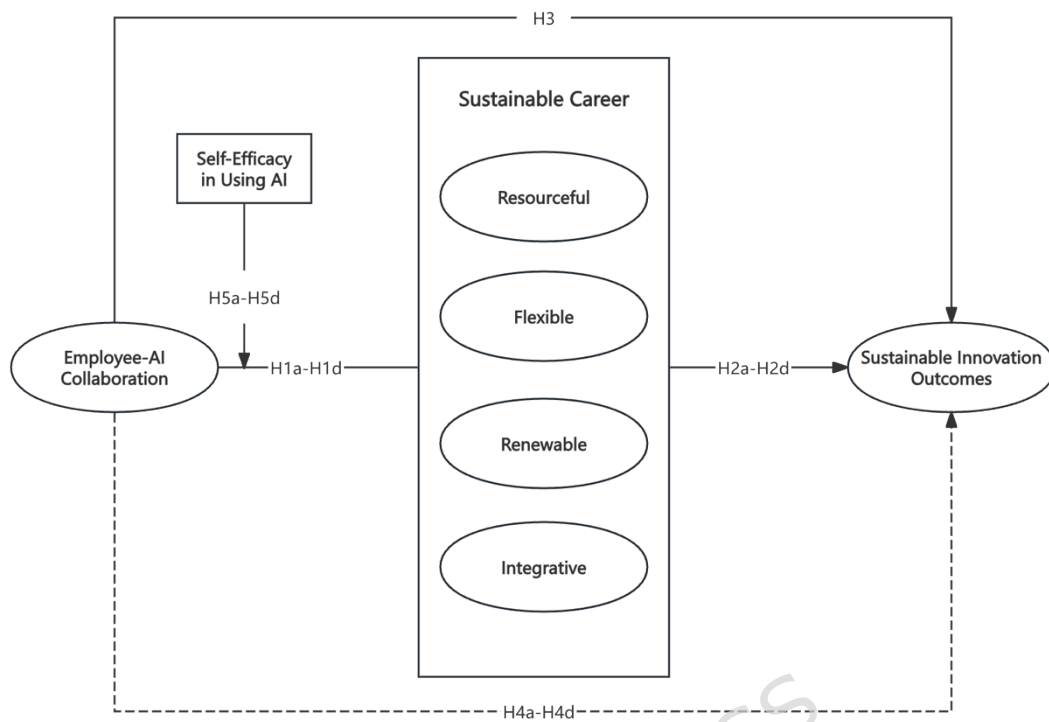 H3
Sustainable Career
Self-Efficacy
in Using AI
Resourceful
H5a-H5d
Flexible
Employee-AI
Collaboration
H1a-H1d
H2a-H2d
Sustainable Innovation
Outcomes
Renewable
Integrative
H4a-H4d